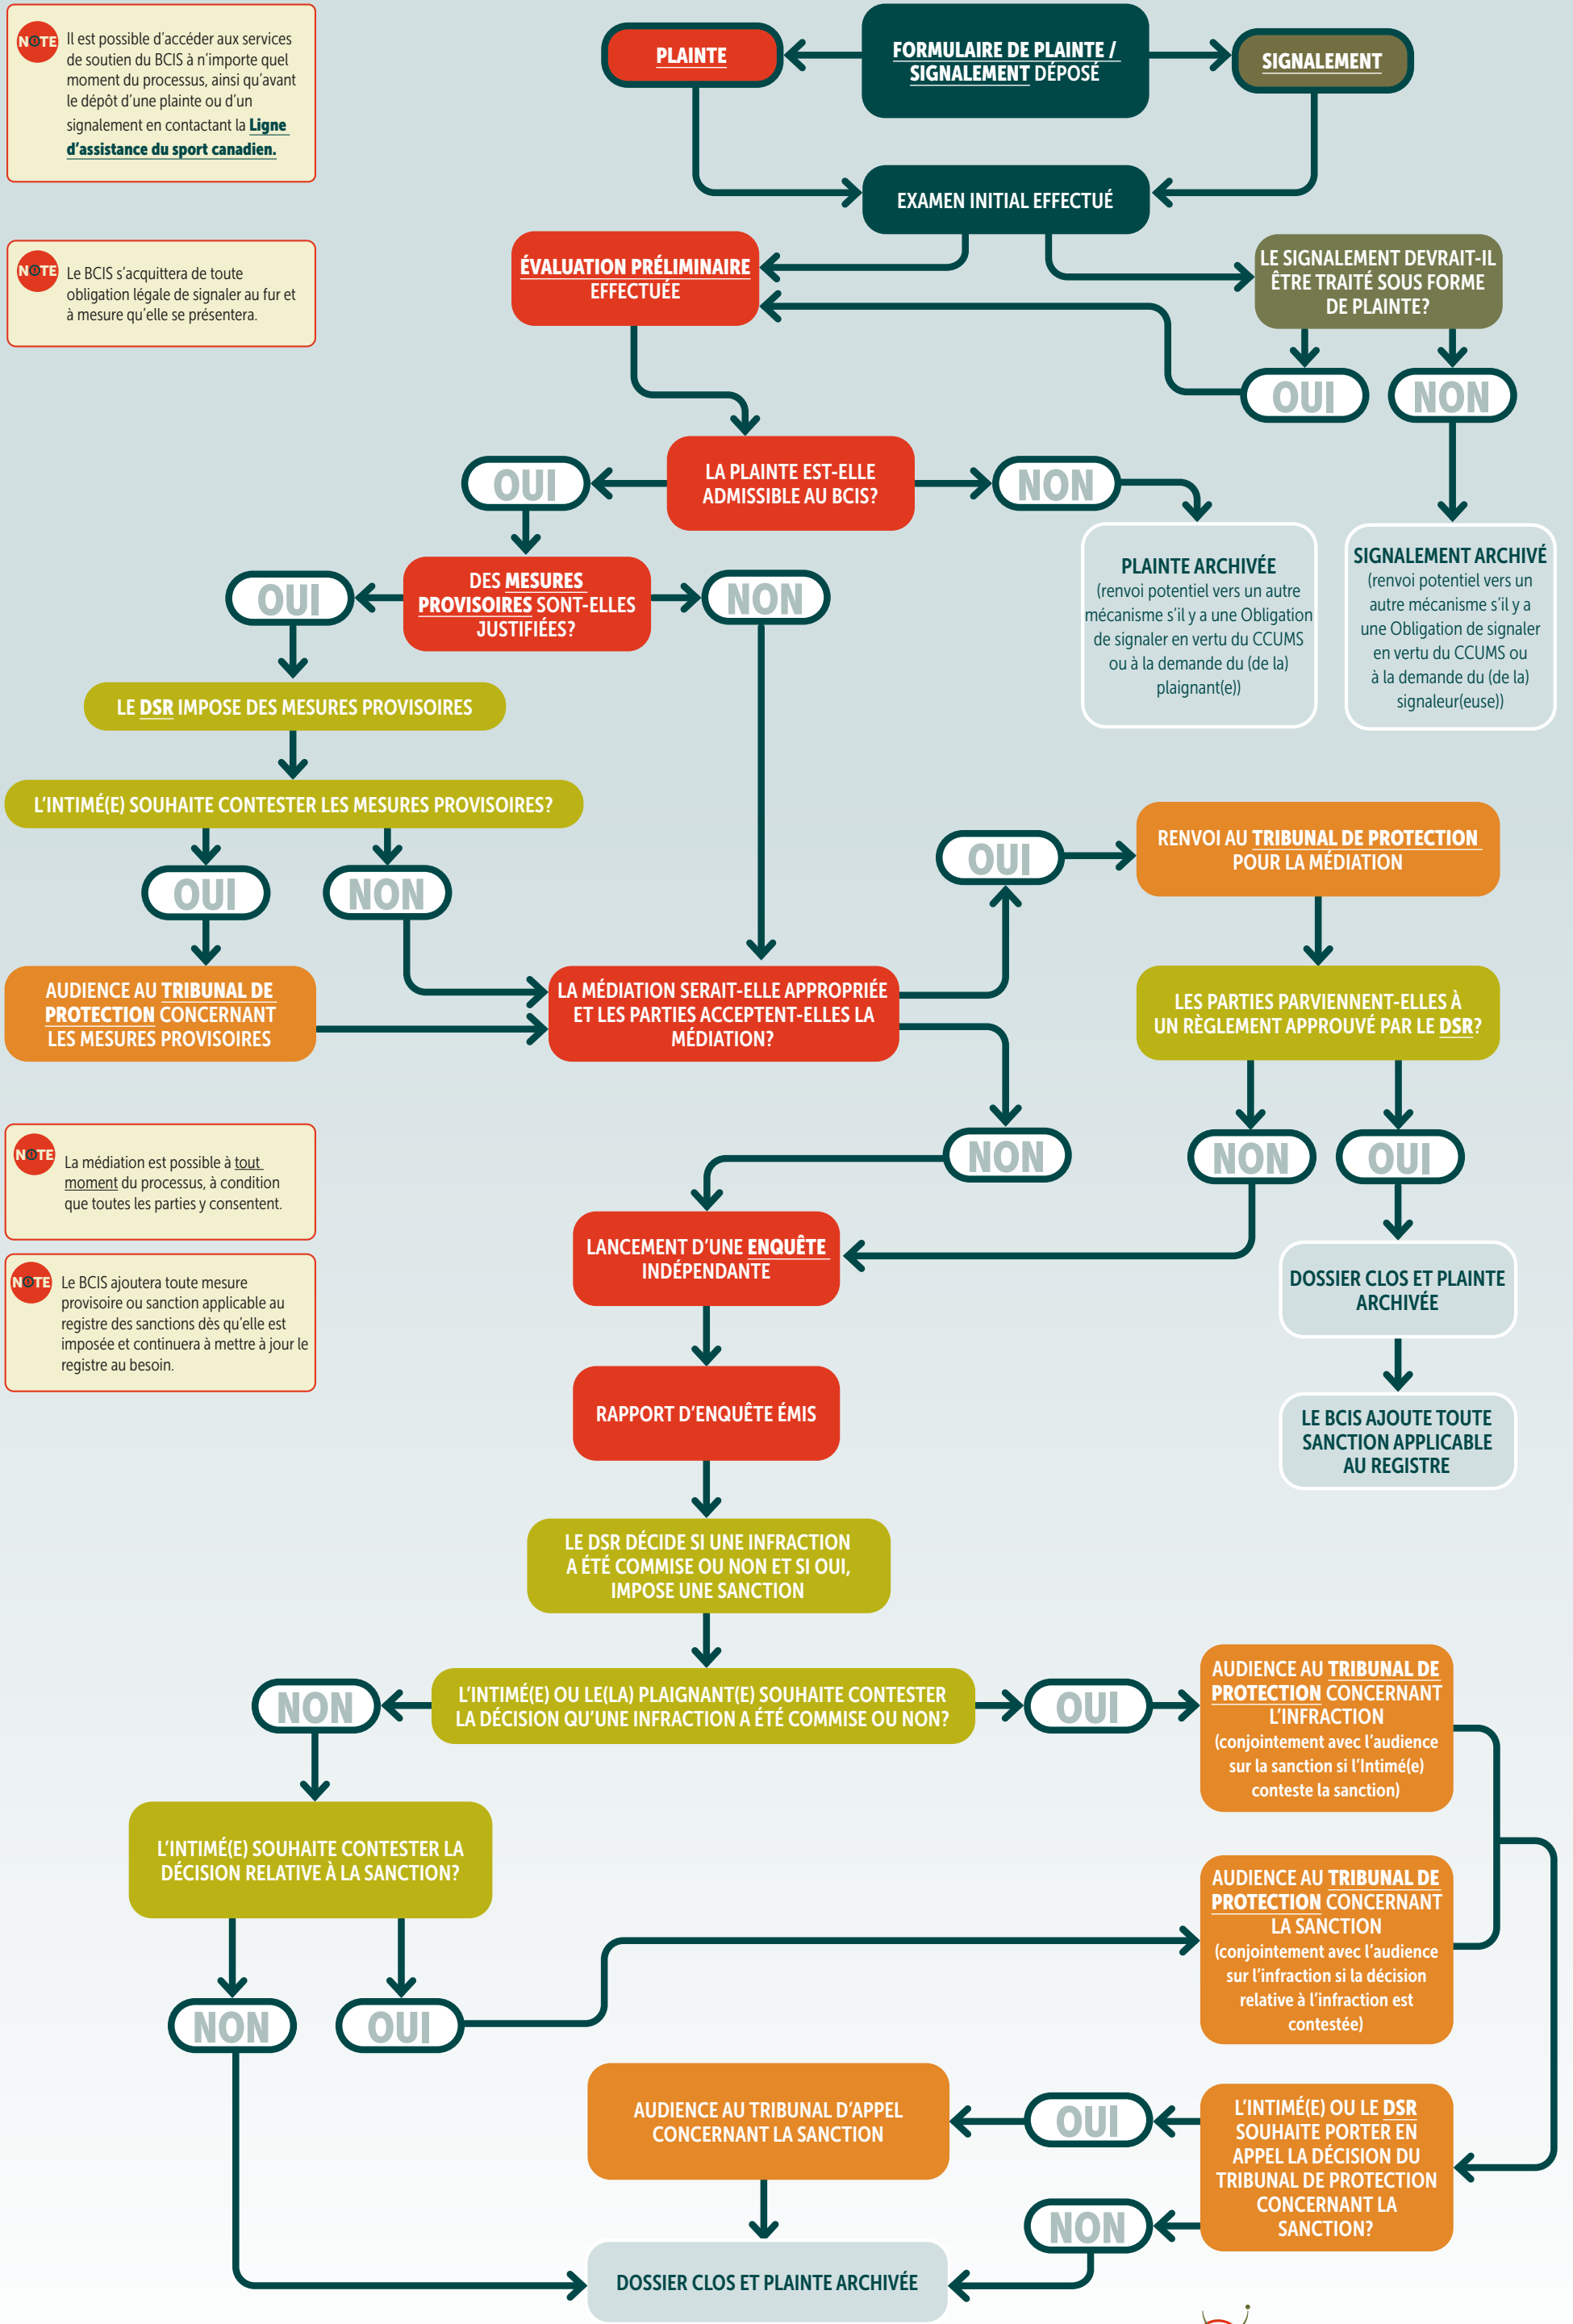 NOTE
Il est possible d'accéder aux services
de soutien du BCIS à n'importe quel
moment du processus, ainsi qu'avant
le dépôt d'une plainte ou d'un
signalement en contactant la Ligne
d'assistance du sport canadien.
PLAINTE
FORMULAIRE DE PLAINTE /
SIGNALEMENT DÉPOSÉ
SIGNALEMENT
EXAMEN INITIAL EFFECTUÉ
NOTE
Le BCIS s'acquittera de toute
obligation légale de signaler au fur et
à mesure qu'elle se présentera.
ÉVALUATION PRÉLIMINAIRE
EFFECTUÉE
LE SIGNALEMENT DEVRAIT-IL
ÊTRE TRAITÉ SOUS FORME
DE PLAINTE?
OUI
NON
LA PLAINTE EST-ELLE
ADMISSIBLE AU BCIS?
OUI
NON
PLAINTE ARCHIVÉE
(renvoi potentiel vers un autre
mécanisme s'il y a une Obligation
de signaler en vertu du CCUMS
ou à la demande du (de la)
plaignant(e))
SIGNALEMENT ARCHIVÉ
(renvoi potentiel vers un
autre mécanisme s'il y a
une Obligation de signaler
en vertu du CCUMS ou
à la demande du (de la)
signaleur(euse))
DES MESURES
PROVISOIRES SONT-ELLES
JUSTIFIÉES?
OUI
NON
LE DSR IMPOSE DES MESURES PROVISOIRES
L'INTIMÉ(E) SOUHAITE CONTESTER LES MESURES PROVISOIRES?
OUI
NON
AUDIENCE AU TRIBUNAL DE
PROTECTION CONCERNANT
LES MESURES PROVISOIRES
LA MÉDIATION SERAIT-ELLE APPROPRIÉE
ET LES PARTIES ACCEPTENT-ELLES LA
MÉDIATION?
OUI
RENVOI AU TRIBUNAL DE PROTECTION
POUR LA MÉDIATION
LES PARTIES PARVIENNENT-ELLES À
UN RÈGLEMENT APPROUVÉ PAR LE DSR?
NON
NON
OUI
NOTE
La médiation est possible à tout
moment du processus, à condition
que toutes les parties y consentent.
NOTE
Le BCIS ajoutera toute mesure
provisoire ou sanction applicable au
registre des sanctions dès qu'elle est
imposée et continuera à mettre à jour le
registre au besoin.
LANCEMENT D'UNE ENQUÊTE
INDÉPENDANTE
DOSSIER CLOS ET PLAINTE
ARCHIVÉE
RAPPORT D'ENQUÊTE ÉMIS
LE BCIS AJOUTE TOUTE
SANCTION APPLICABLE
AU REGISTRE
LE DSR DÉCIDE SI UNE INFRACTION
A ÉTÉ COMMISE OU NON ET SI OUI,
IMPOSE UNE SANCTION
NON
L'INTIMÉ(E) OU LE(LA) PLAIGNANT(E) SOUHAITE CONTESTER
LA DÉCISION QU'UNE INFRACTION A ÉTÉ COMMISE OU NON?
OUI
AUDIENCE AU TRIBUNAL DE
PROTECTION CONCERNANT
L'INFRACTION
(conjointement avec l'audience
sur la sanction si l'Intimé(e)
conteste la sanction)
L'INTIMÉ(E) SOUHAITE CONTESTER LA
DÉCISION RELATIVE À LA SANCTION?
AUDIENCE AU TRIBUNAL DE
PROTECTION CONCERNANT
LA SANCTION
(conjointement avec l'audience
sur l'infraction si la décision
relative à l'infraction est
contestée)
NON
OUI
AUDIENCE AU TRIBUNAL D'APPEL
CONCERNANT LA SANCTION
OUI
L'INTIMÉ(E) OU LE DSR
SOUHAITE PORTER EN
APPEL LA DÉCISION DU
TRIBUNAL DE PROTECTION
CONCERNANT LA
SANCTION?
NON
DOSSIER CLOS ET PLAINTE ARCHIVÉE